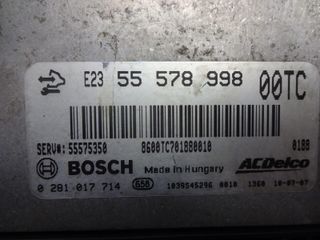 E23 55 578 998 00TC
SERV#: 55575350 8600TC701880010 0188
BOSCH Made in Hungary ACDelco
0 281 017 714 656 1039S45296 0010 1360 10-07-07